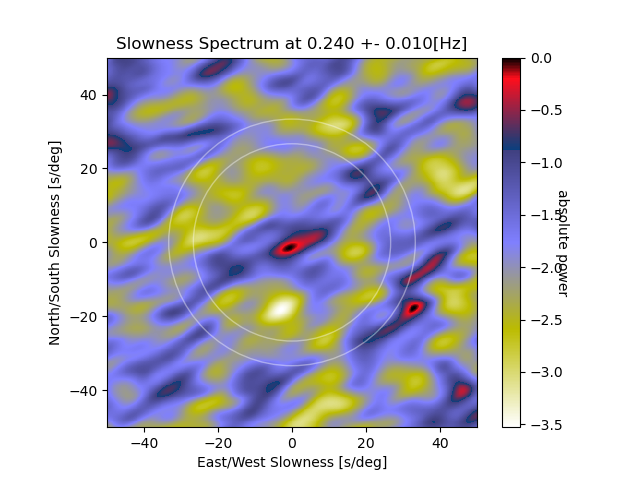 Slowness Spectrum at 0.240 +- 0.010[Hz]
North/South Slowness [s/deg]
40
20
0
−20
−40
−40 −20 0 20 40
East/West Slowness [s/deg]
0.0
−0.5
−1.0
−1.5
−2.0
−2.5
−3.0
−3.5
absolute power